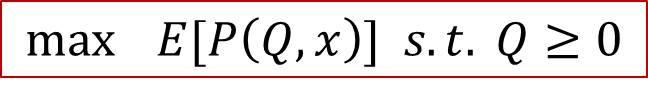 max E[P(Q, x)] s.t. Q ≥ 0